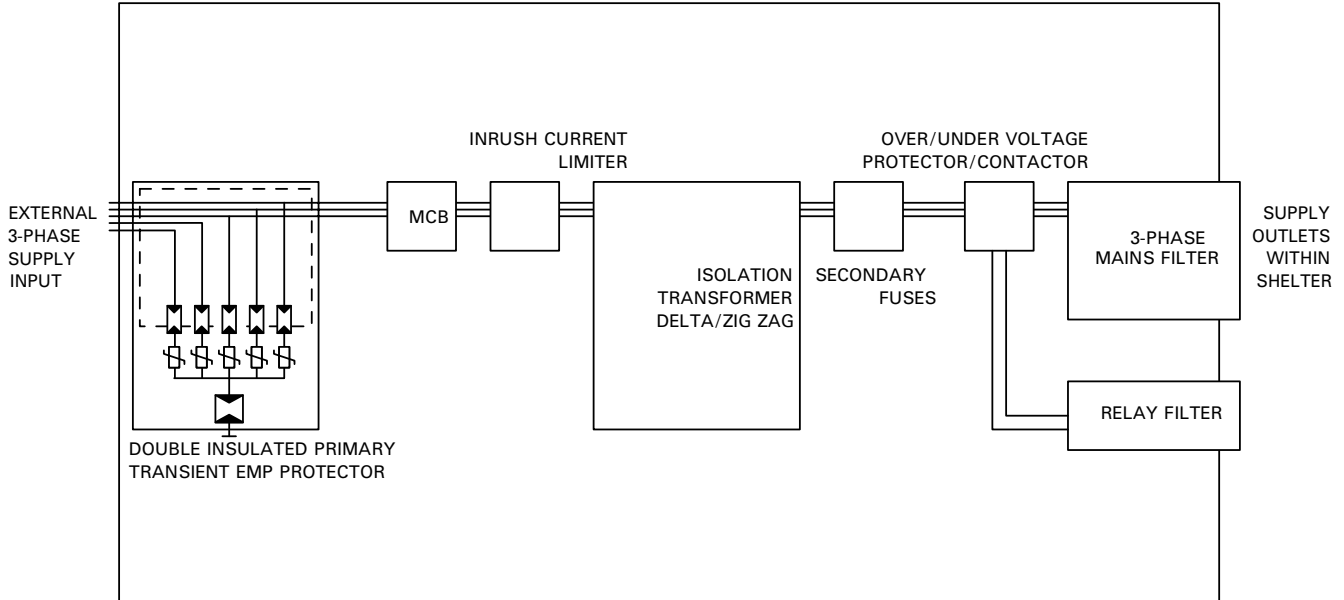 INRUSH CURRENT
LIMITER
OVER/UNDER VOLTAGE
PROTECTOR/CONTACTOR
EXTERNAL
3-PHASE
SUPPLY
INPUT
MCB
ISOLATION
TRANSFORMER
DELTA/ZIG ZAG
SECONDARY
FUSES
3-PHASE
MAINS FILTER
SUPPLY
OUTLETS
WITHIN
SHELTER
RELAY FILTER
DOUBLE INSULATED PRIMARY
TRANSIENT EMP PROTECTOR